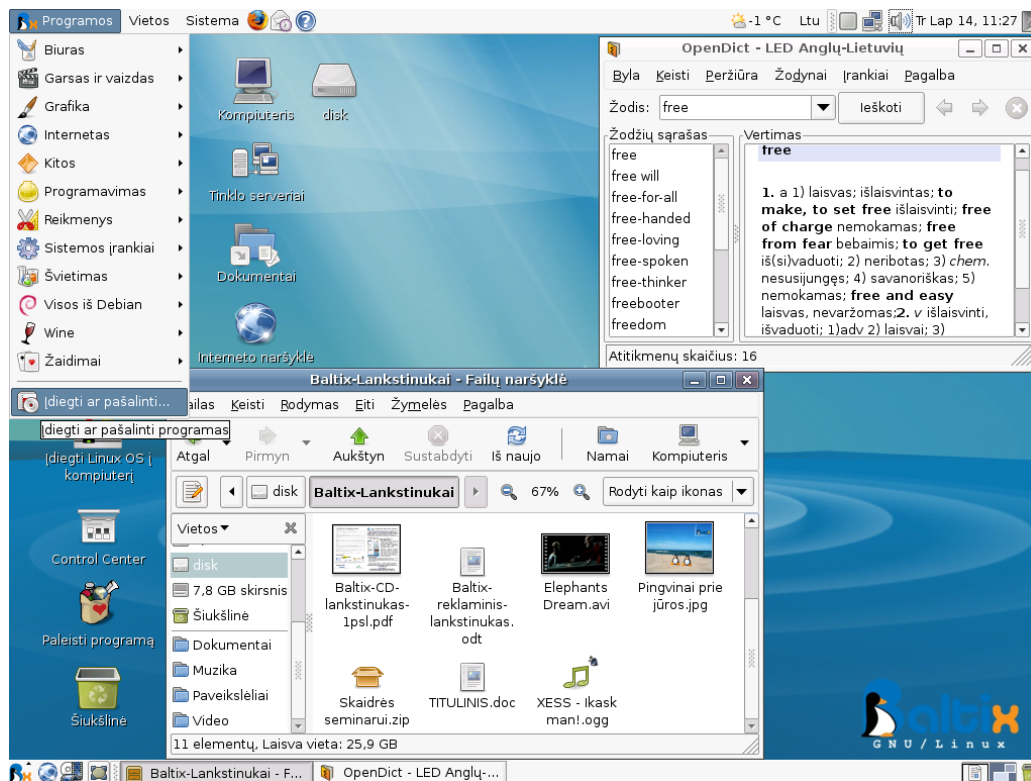 Programos Vietos Sistema
-1 °C Ltu Tr Lap 14, 11:27
Biuras
Garsas ir vaizdas
Grafika
Internetas
Kitos
Programavimas
Reikmenys
Sistemos įrankiai
Švietimas
Visos iš Debian
Wine
Žaidimai
Įdiegti ar pašalinti...
Įdiegti ar pašalinti programas
Kompiuteris
disk
Tinklo serveriai
Dokumentai
Interneto naršyklė
Įdiegti Linux OS į
kompiuterį
Control Center
Paleisti programą
Šiukšlinė
OpenDict - LED Anglų-Lietuvių
Byla Keisti Peržiūra Žodynai Įrankiai Pagalba
Žodis: free Ieškoti
Žodžių sąrašas
free
free will
free-for-all
free-handed
free-loving
free-spoken
free-thinker
freebooter
freedom
Vertimas
free
1. a 1) laisvas; išlaisvintas; to
make, to set free išlaisvinti; free
of charge nemokamas; free
from fear bebaimis; to get free
iš(si)vaduoti; 2) neribotas; 3) chem.
nesusijungęs; 4) savanoriškas; 5)
nemokamas; free and easy
laisvas, nevaržomas;2. v išlaisvinti,
išvaduoti; 1)adv 2) laisvai; 3)
Atitikmenų skaičius: 16
Baltix-Lankstinukai - Failų naršyklė
Keisti Rodymas Eiti Žymelės Pagalba
Atgal Pirmyn Aukštyn Sustabdyti Iš naujo Namai Kompiuteris
disk Baltix-Lankstinukai 67% Rodyti kaip ikonas
Vietos
disk
7,8 GB skirsnis
Šiukšlinė
Dokumentai
Muzika
Paveikslėliai
Video
Baltix-CD-
lankstinukas-
1psl.pdf
Baltix-
reklaminis-
lankstinukas.
odt
Elephants
Dream.avi
Pingvinai prie
jūros.jpg
Skaidrės
seminarui.zip
TITULINIS.doc
XESS - Ikask
man!.ogg
11 elementų, Laisva vieta: 25,9 GB
Baltix
GNU/Linux
Baltix-Lankstinukai - F...
OpenDict - LED Anglų-...